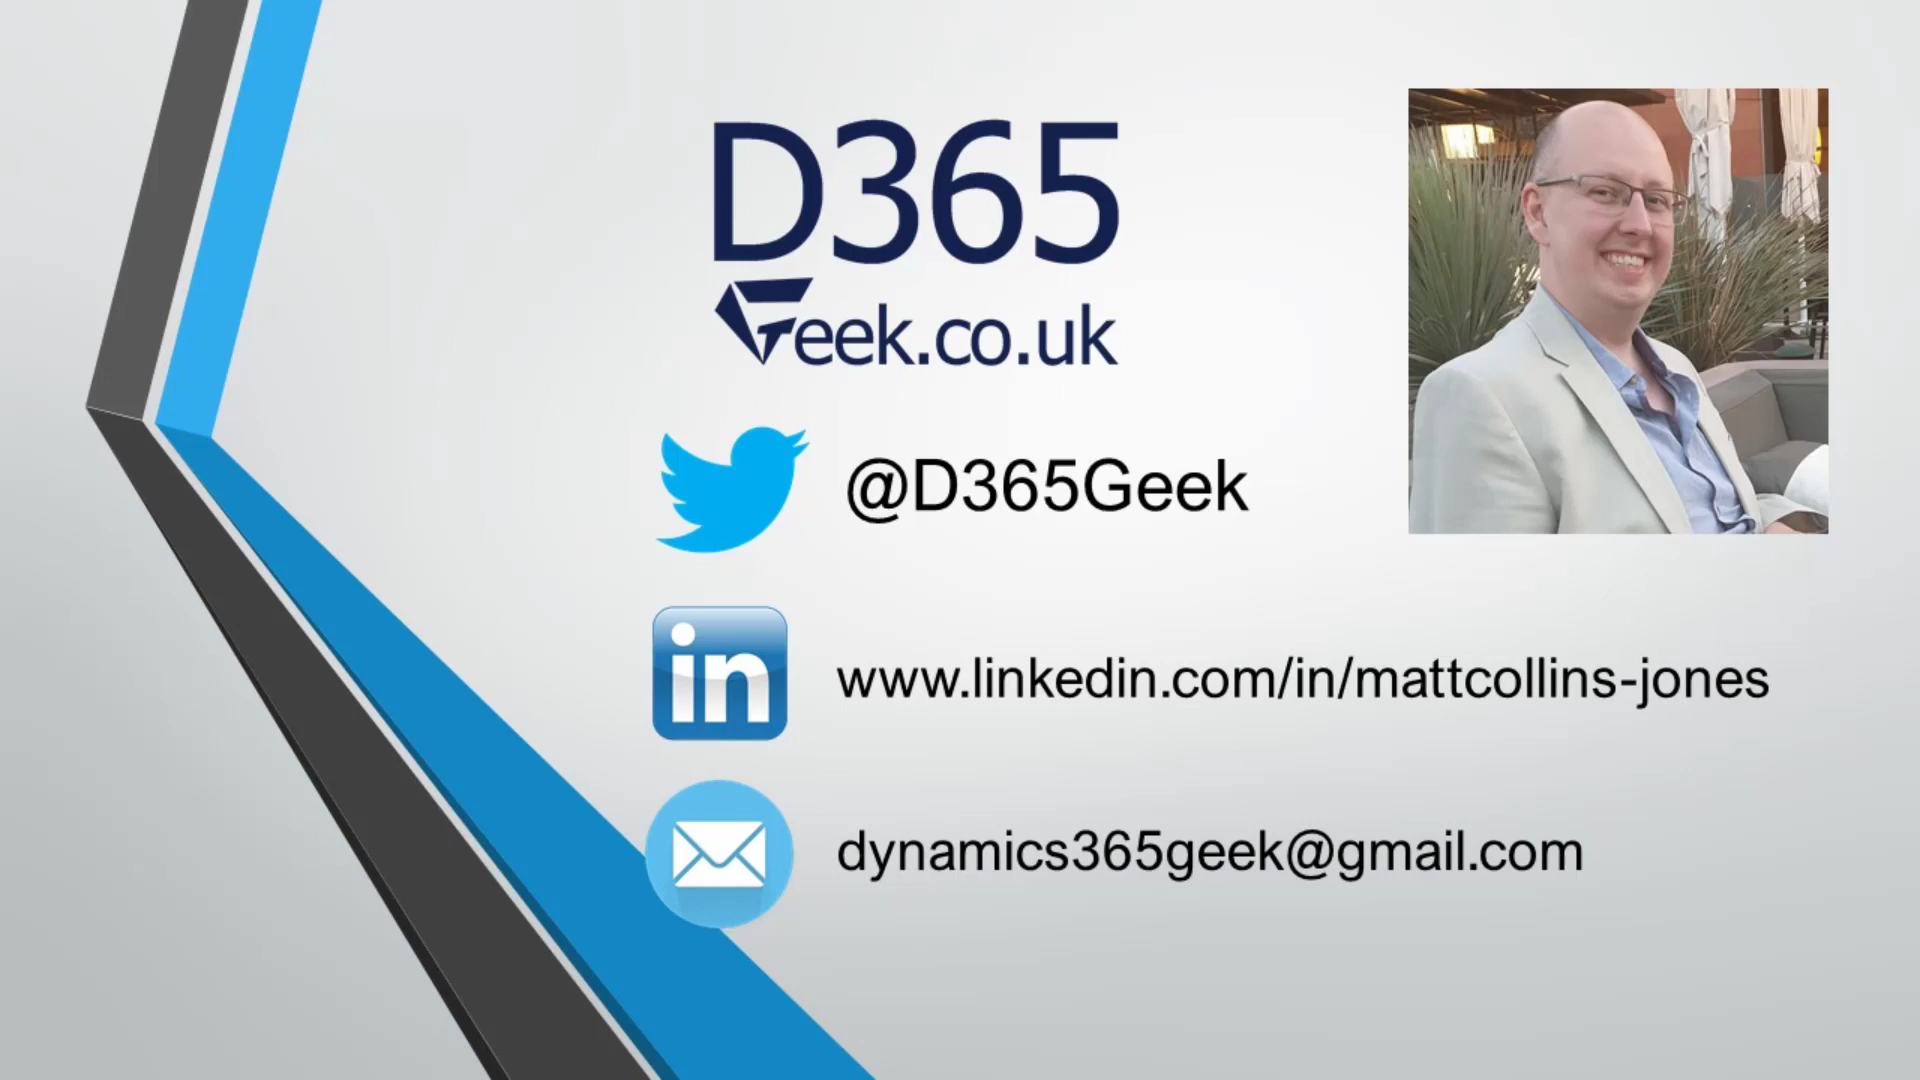 D365
Geek.co.uk
@D365Geek
in
www.linkedin.com/in/mattcollins-jones
dynamics365geek@gmail.com